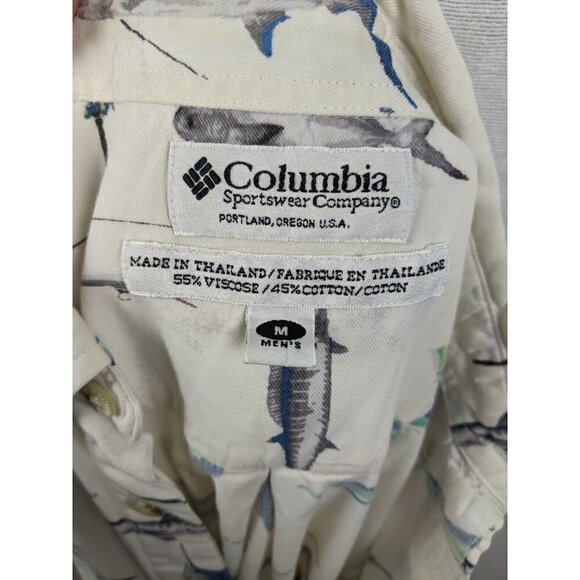 Columbia
Sportswear Company®
PORTLAND, OREGON U.S.A.
MADE IN THAILAND/FABRIQUE EN THAILANDE
55% VISCOSE/45% COTTON/COTON
M
MEN'S